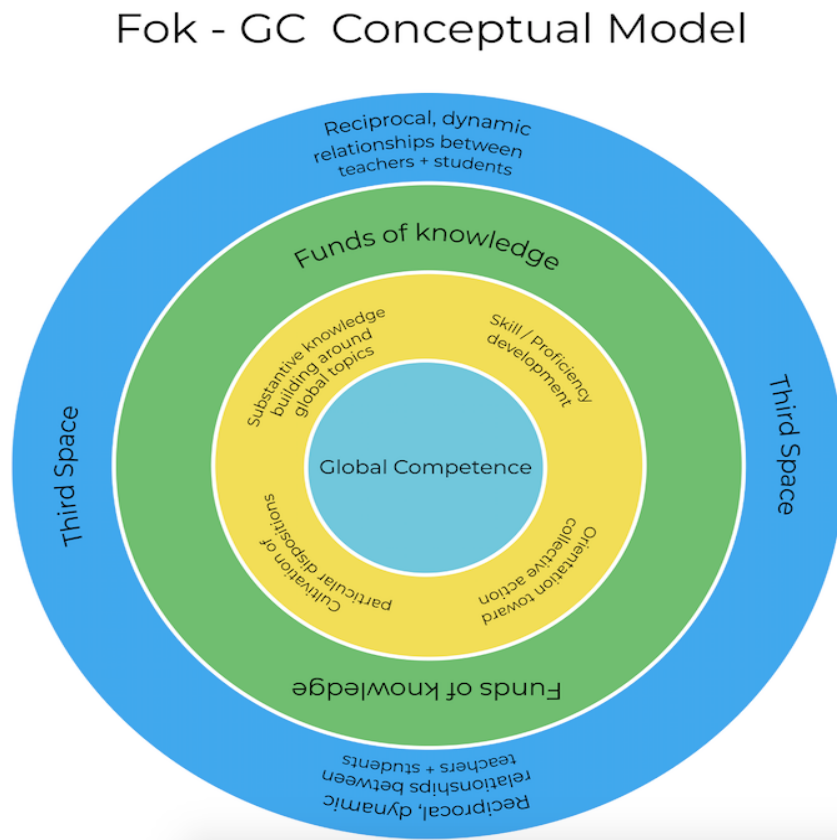 Fok - GC Conceptual Model
Reciprocal, dynamic
relationships between
teachers + students
Funds of knowledge
Substantive knowledge
building around
global topics
Skill / Proficiency
development
Third Space
Global Competence
Third Space
Cultivation of
particular dispositions
Orientation toward
collective action
Funds of knowledge
Reciprocal, dynamic
relationships between
teachers + students